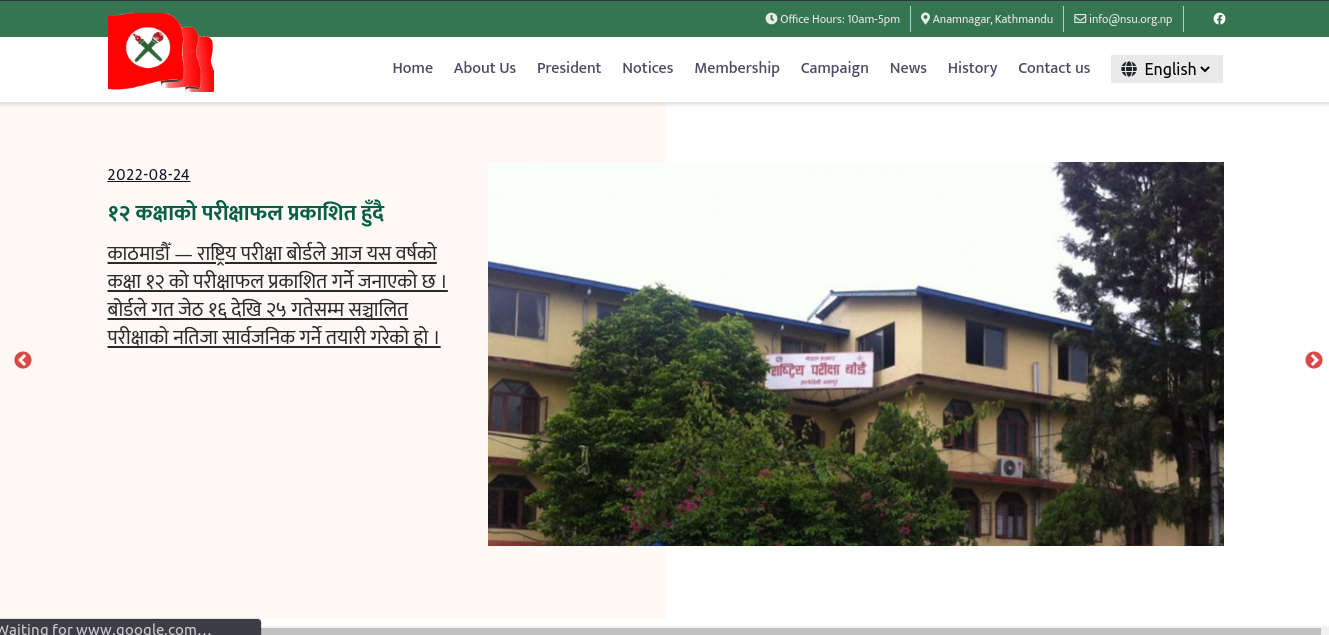 Office Hours: 10am-5pm
Anamnagar, Kathmandu
info@nsu.org.np
Home About Us President Notices Membership Campaign News History Contact us English
2022-08-24
१२ कक्षाको परीक्षाफल प्रकाशित हुँदै
काठमाडौँ — राष्ट्रिय परीक्षा बोर्डले आज यस वर्षको
कक्षा १२ को परीक्षाफल प्रकाशित गर्ने जनाएको छ ।
बोर्डले गत जेठ १६ देखि २५ गतेसम्म सञ्चालित
परीक्षाको नतिजा सार्वजनिक गर्ने तयारी गरेको हो ।
नेपाल सरकार
राष्ट्रिय परीक्षा बोर्ड
Waiting for www.google.com...